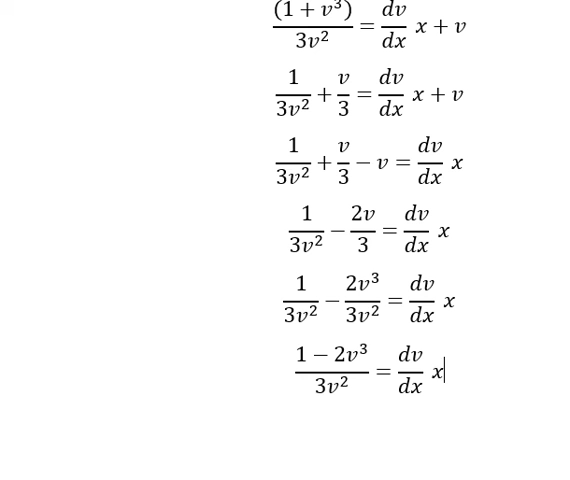 (1 + v³)/3v² = dv/dx x + v
1/3v² + v/3 = dv/dx x + v
1/3v² + v/3 − v = dv/dx x
1/3v² − 2v/3 = dv/dx x
1/3v² − 2v³/3v² = dv/dx x
1 − 2v³/3v² = dv/dx x